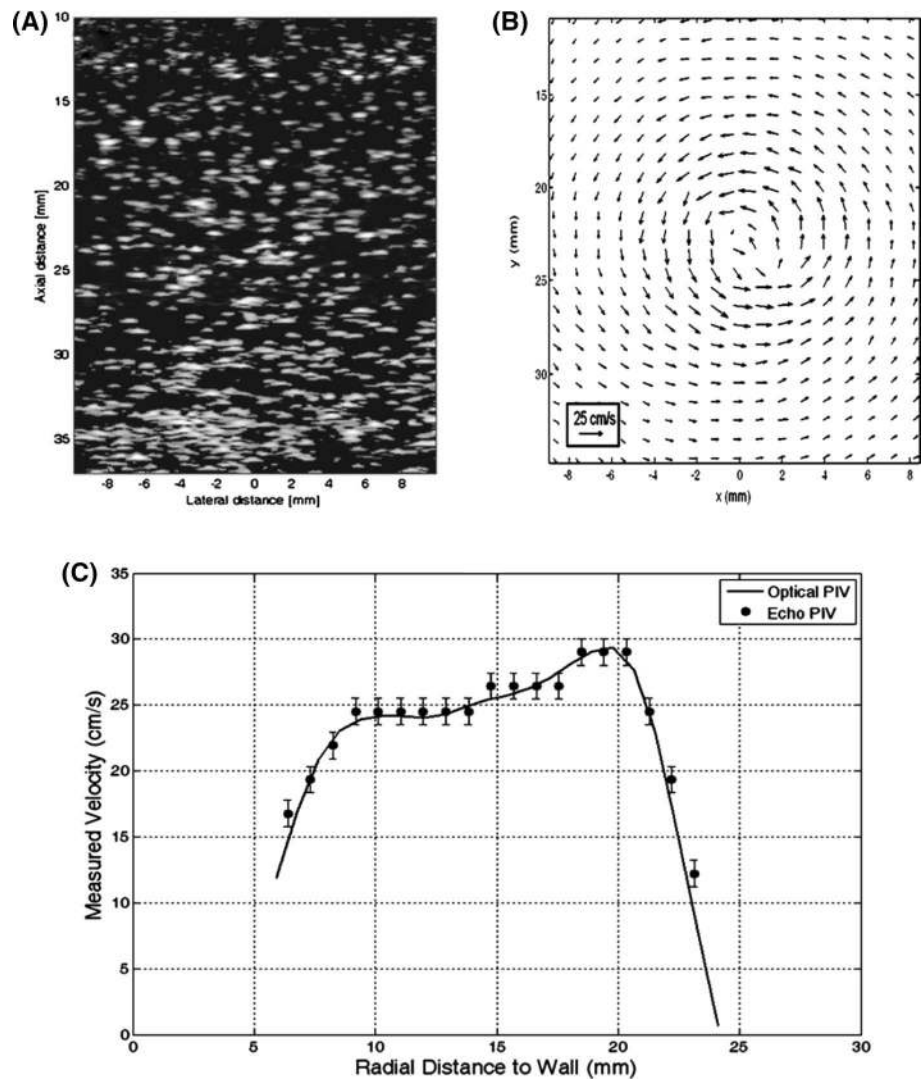 (A)
10
15
20
25
30
35
Axial distance [mm]
-8 -6 -4 -2 0 2 4 6 8
Lateral distance [mm]
(B)
15
20
25
30
y (mm)
25 cm/s
-8 -6 -4 -2 0 2 4 6 8
x (mm)
(C)
35
30
25
20
15
10
5
0
Measured Velocity (cm/s)
Optical PIV
Echo PIV
0 5 10 15 20 25 30
Radial Distance to Wall (mm)